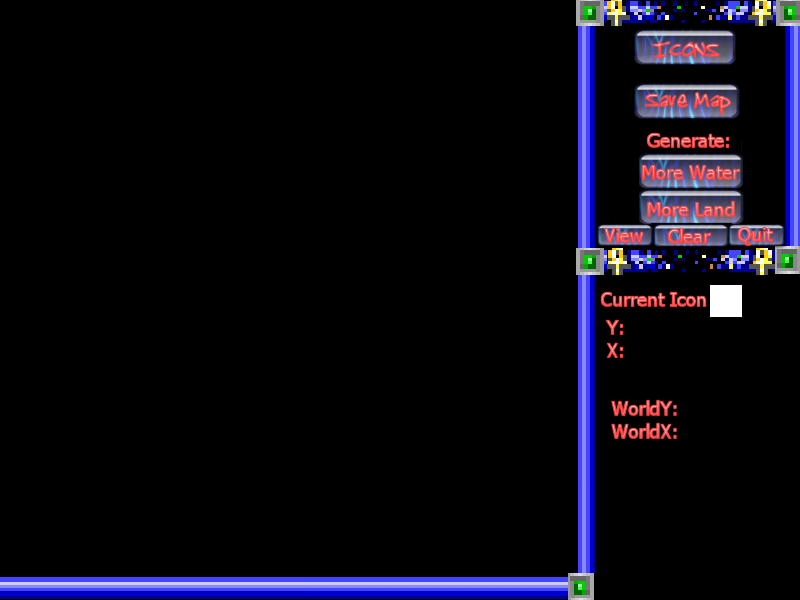 ICONS
Save Map
Generate:
More Water
More Land
View Clear Quit
Current Icon
Y:
X:
WorldY:
WorldX: